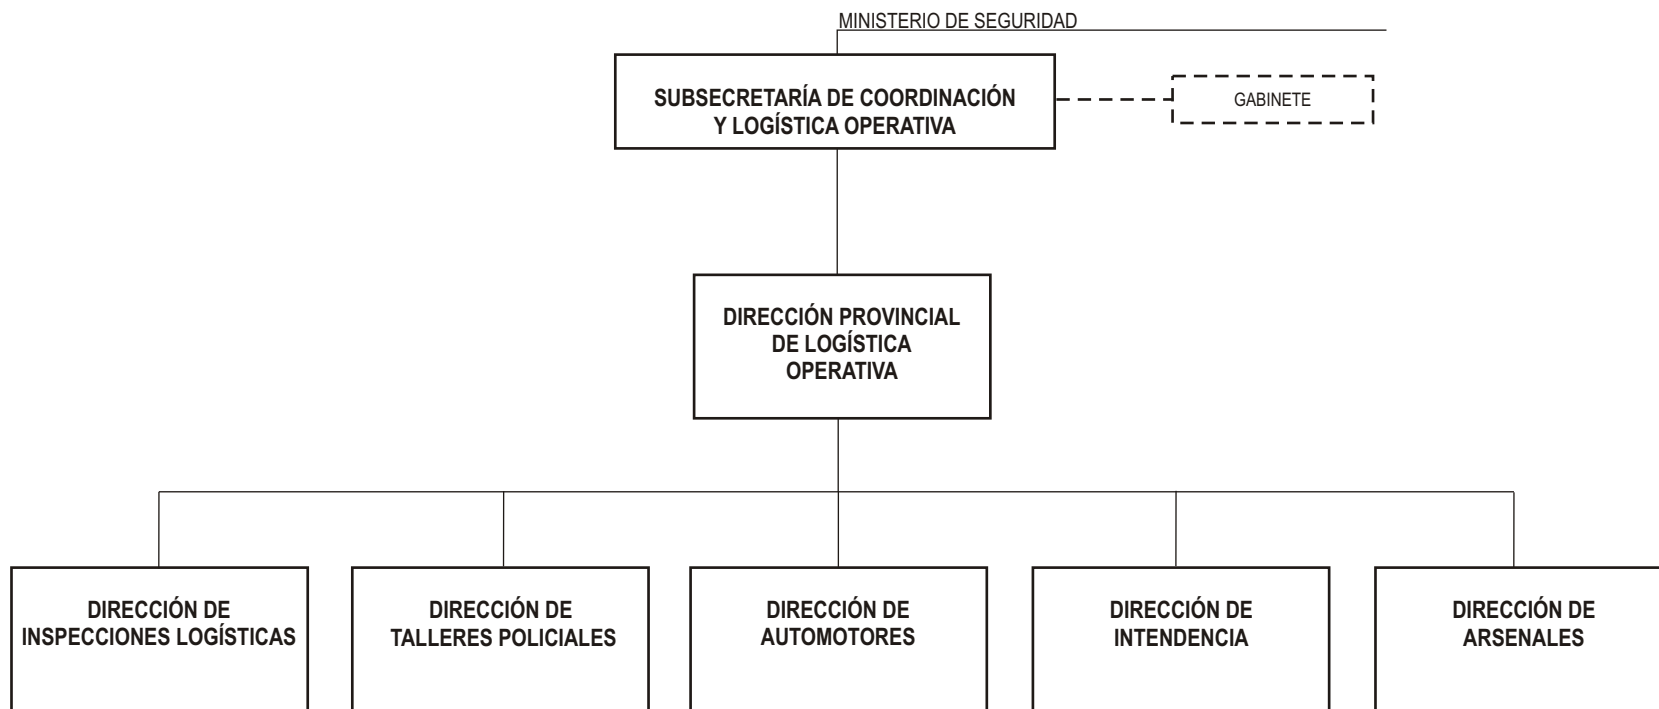 MINISTERIO DE SEGURIDAD
SUBSECRETARÍA DE COORDINACIÓN
Y LOGÍSTICA OPERATIVA
GABINETE
DIRECCIÓN PROVINCIAL
DE LOGÍSTICA
OPERATIVA
DIRECCIÓN DE
INSPECCIONES LOGÍSTICAS
DIRECCIÓN DE
TALLERES POLICIALES
DIRECCIÓN DE
AUTOMOTORES
DIRECCIÓN DE
INTENDENCIA
DIRECCIÓN DE
ARSENALES